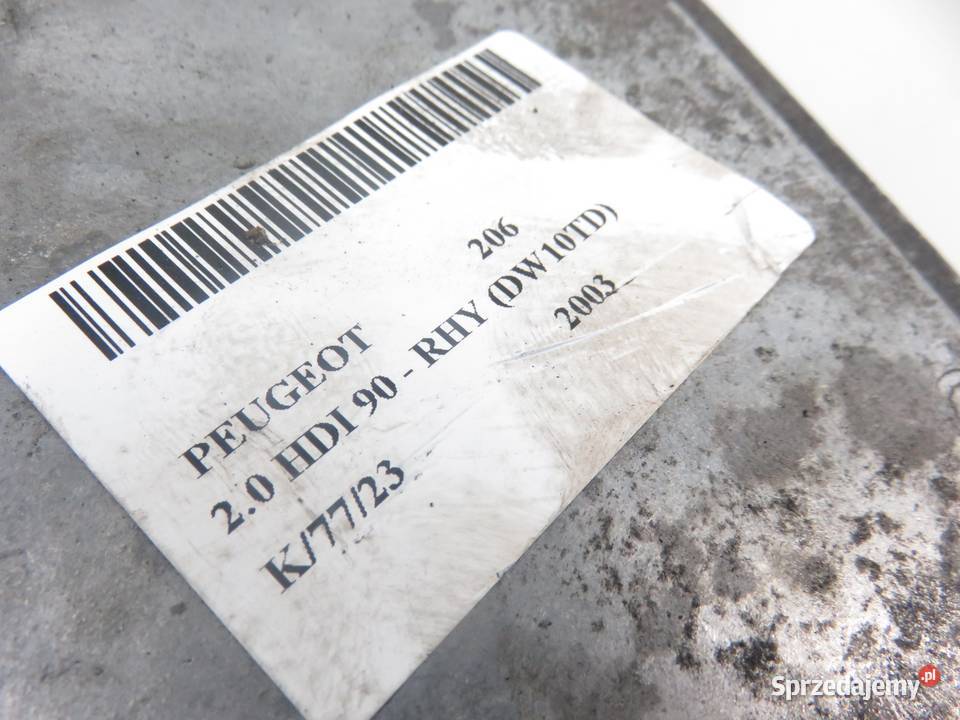 PEUGEOT 206
2.0 HDI 90 - RHY (DW10TD)
K/77/23 2003
Sprzedajemy.pl